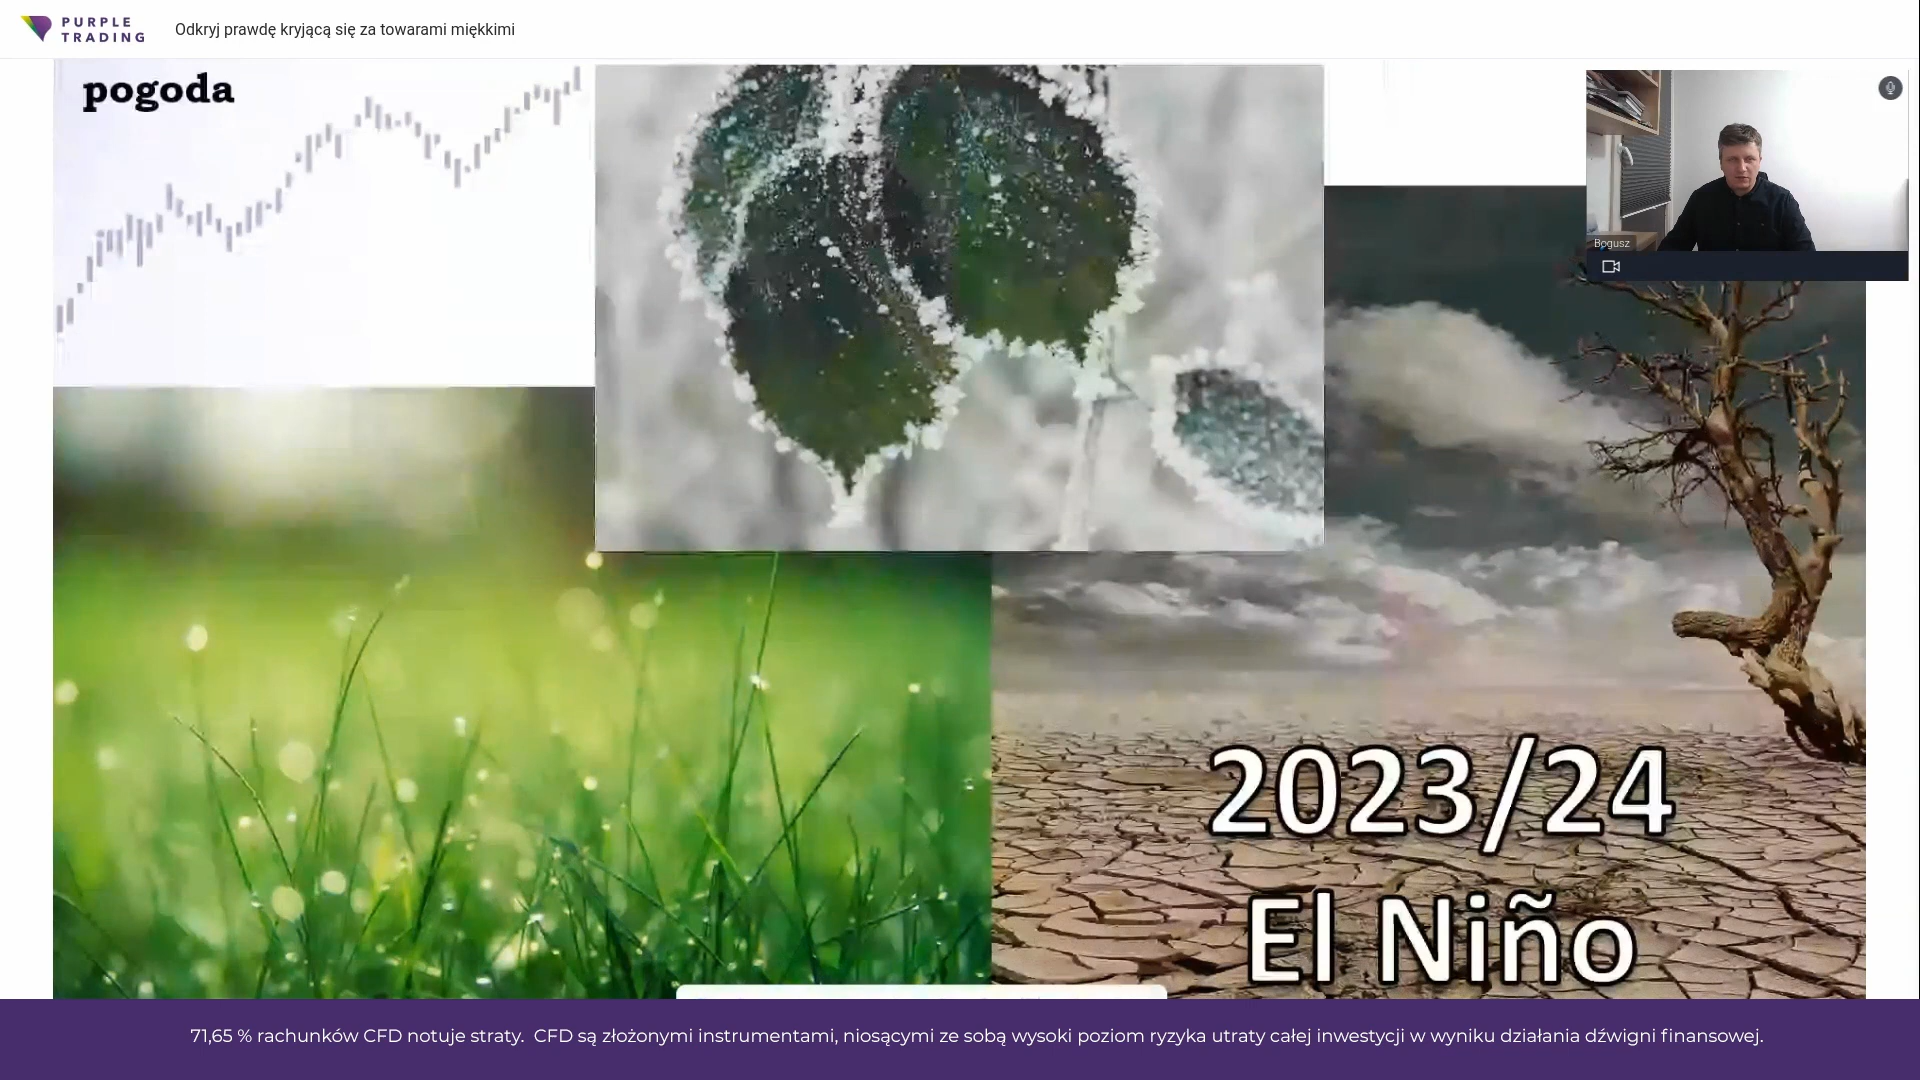 PURPLE
TRADING
Odkryj prawdę kryjącą się za towarami miękkimi
pogoda
Bogusz
2023/24
El Niño
71,65 % rachunków CFD notuje straty.  CFD są złożonymi instrumentami, niosącymi ze sobą wysoki poziom ryzyka utraty całej inwestycji w wyniku działania dźwigni finansowej.